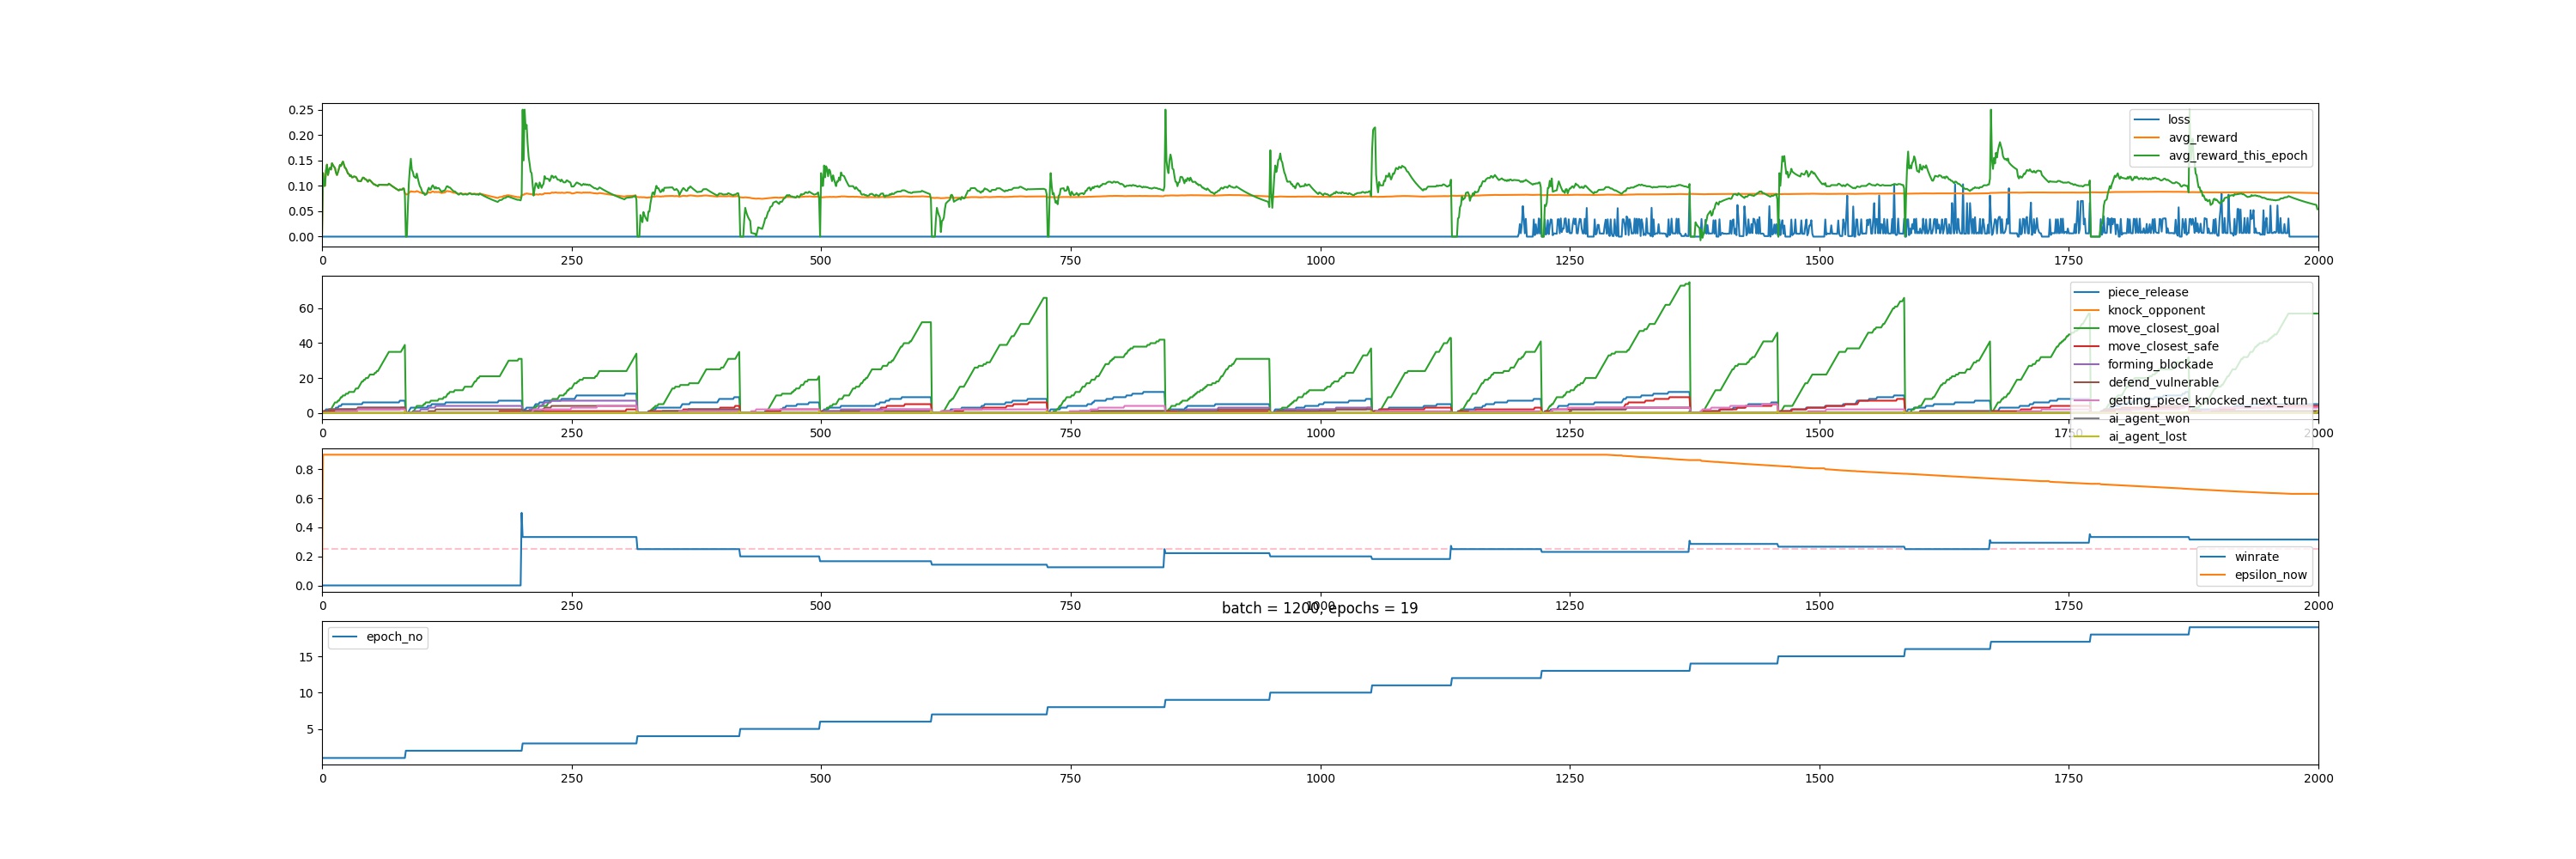 0.25
0.20
0.15
0.10
0.05
0.00
loss
avg_reward
avg_reward_this_epoch
0 250 500 750 1000 1250 1500 1750 2000
60
40
20
0
piece_release
knock_opponent
move_closest_goal
move_closest_safe
forming_blockade
defend_vulnerable
getting_piece_knocked_next_turn
ai_agent_won
ai_agent_lost
0 250 500 750 1000 1250 1500 1750 2000
0.8
0.6
0.4
0.2
0.0
winrate
epsilon_now
0 250 500 750 1000 1250 1500 1750 2000
batch = 1200, epochs = 19
epoch_no
15
10
5
0 250 500 750 1000 1250 1500 1750 2000